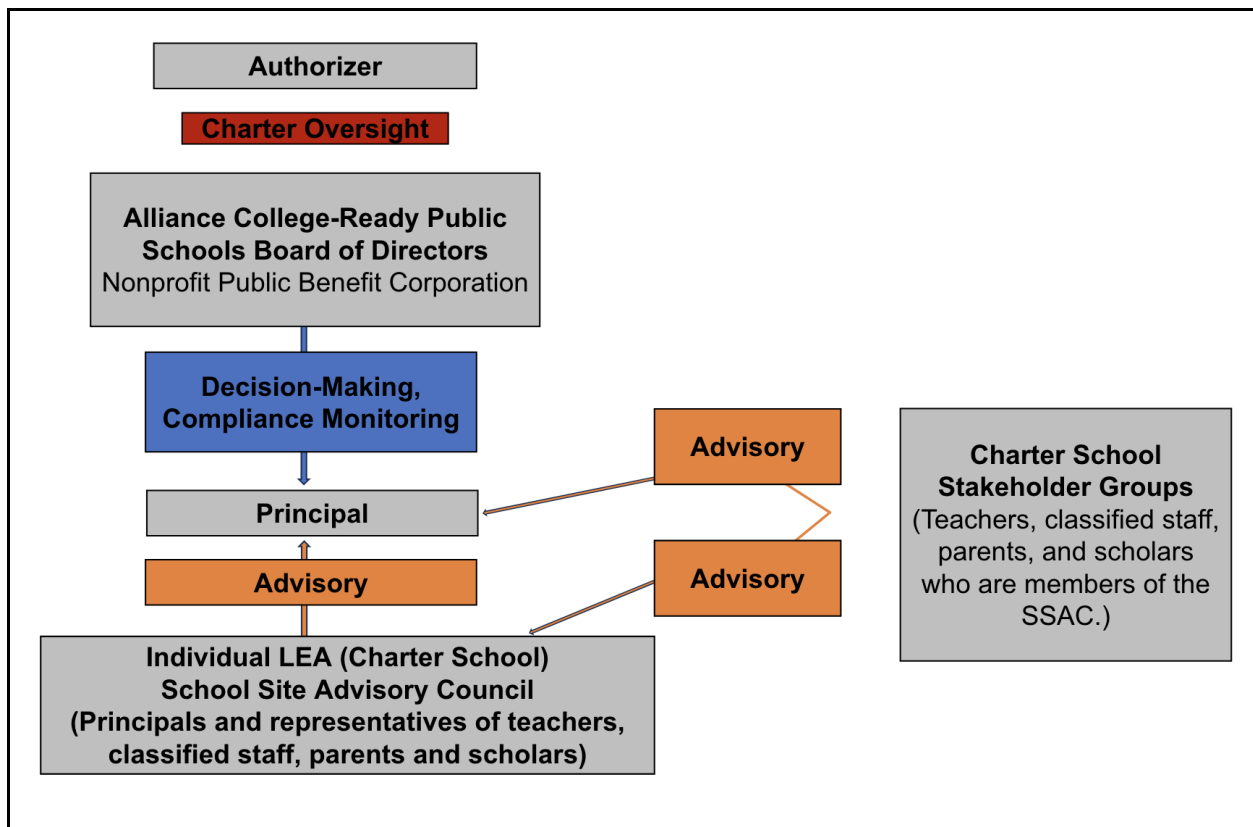 Authorizer
Charter Oversight
Alliance College-Ready Public
Schools Board of Directors
Nonprofit Public Benefit Corporation
Decision-Making,
Compliance Monitoring
Principal
Advisory
Individual LEA (Charter School)
School Site Advisory Council
(Principals and representatives of teachers,
classified staff, parents and scholars)
Advisory
Advisory
Charter School
Stakeholder Groups
(Teachers, classified staff,
parents, and scholars
who are members of the
SSAC.)